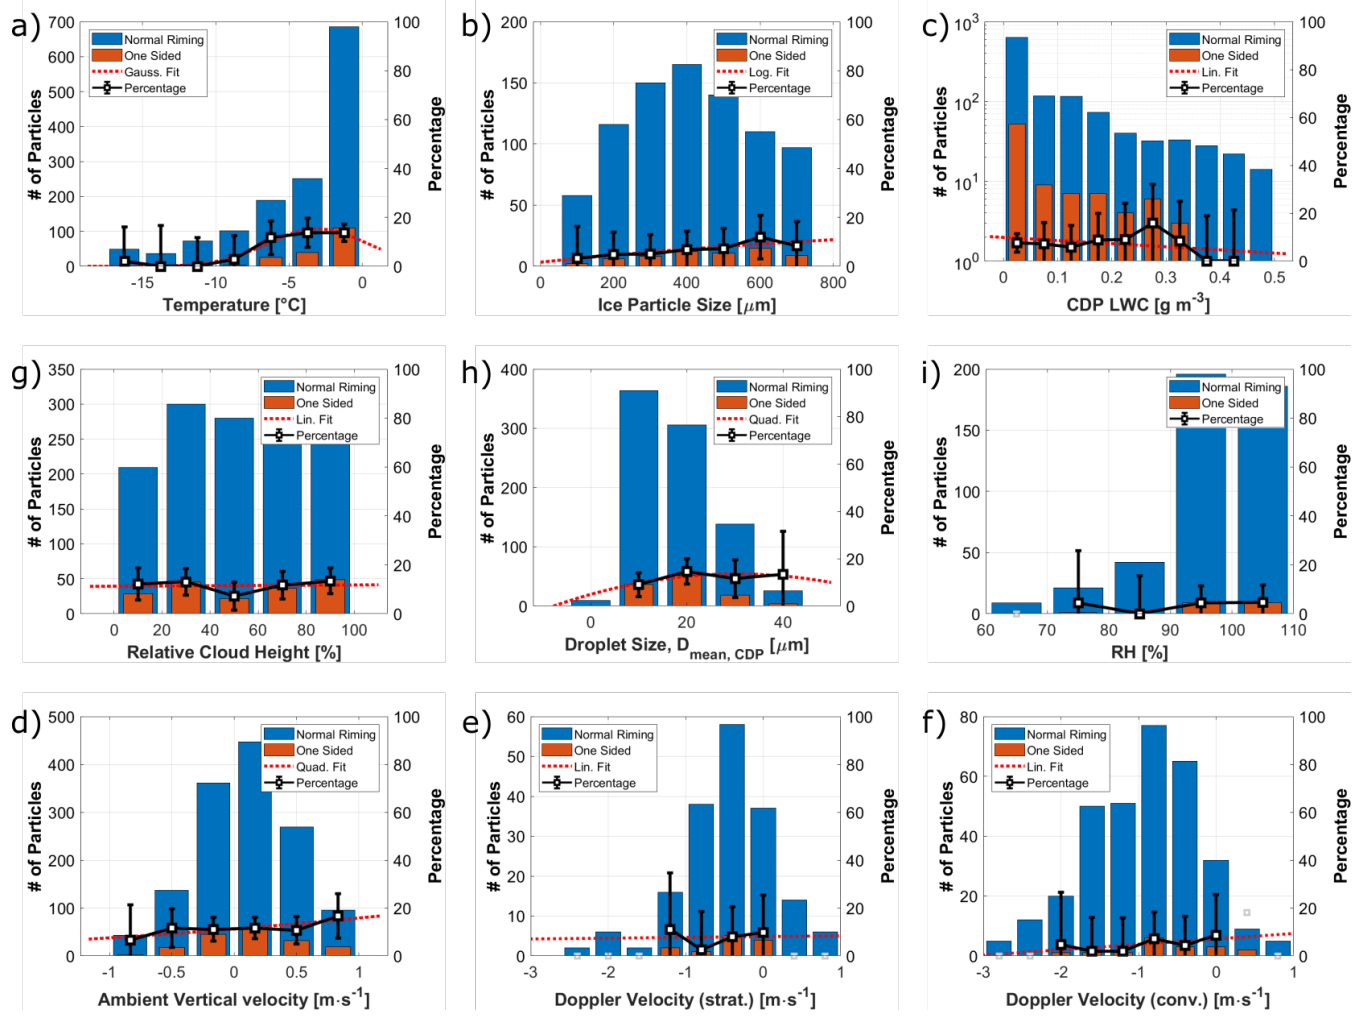 a)
700
600
500
400
300
200
100
0
# of Particles
100
80
60
40
20
0
Percentage
Normal Riming
One Sided
Gauss. Fit
Percentage
-15
-10
-5
0
Temperature [°C]
b)
200
150
100
50
0
# of Particles
100
80
60
40
20
0
Percentage
Normal Riming
One Sided
Log. Fit
Percentage
200
400
600
800
Ice Particle Size [μm]
c)
10^3
10^2
10^1
10^0
# of Particles
100
80
60
40
20
0
Percentage
Normal Riming
One Sided
Lin. Fit
Percentage
0
0.1
0.2
0.3
0.4
0.5
CDP LWC [g m^-3]
g)
350
300
250
200
150
100
50
0
# of Particles
100
80
60
40
20
0
Percentage
Normal Riming
One Sided
Lin. Fit
Percentage
0
20
40
60
80
100
Relative Cloud Height [%]
h)
400
300
200
100
0
# of Particles
100
80
60
40
20
0
Percentage
Normal Riming
One Sided
Quad. Fit
Percentage
0
20
40
Droplet Size, D_mean, CDP [μm]
i)
200
150
100
50
0
# of Particles
100
80
60
40
20
0
Percentage
Normal Riming
One Sided
Percentage
60
70
80
90
100
110
RH [%]
d)
500
400
300
200
100
0
# of Particles
100
80
60
40
20
0
Percentage
Normal Riming
One Sided
Quad. Fit
Percentage
-1
-0.5
0
0.5
1
Ambient Vertical velocity [m·s^-1]
e)
60
50
40
30
20
10
0
# of Particles
100
80
60
40
20
0
Percentage
Normal Riming
One Sided
Lin. Fit
Percentage
-3
-2
-1
0
1
Doppler Velocity (strat.) [m·s^-1]
f)
80
60
40
20
0
# of Particles
100
80
60
40
20
0
Percentage
Normal Riming
One Sided
Lin. Fit
Percentage
-3
-2
-1
0
1
Doppler Velocity (conv.) [m·s^-1]